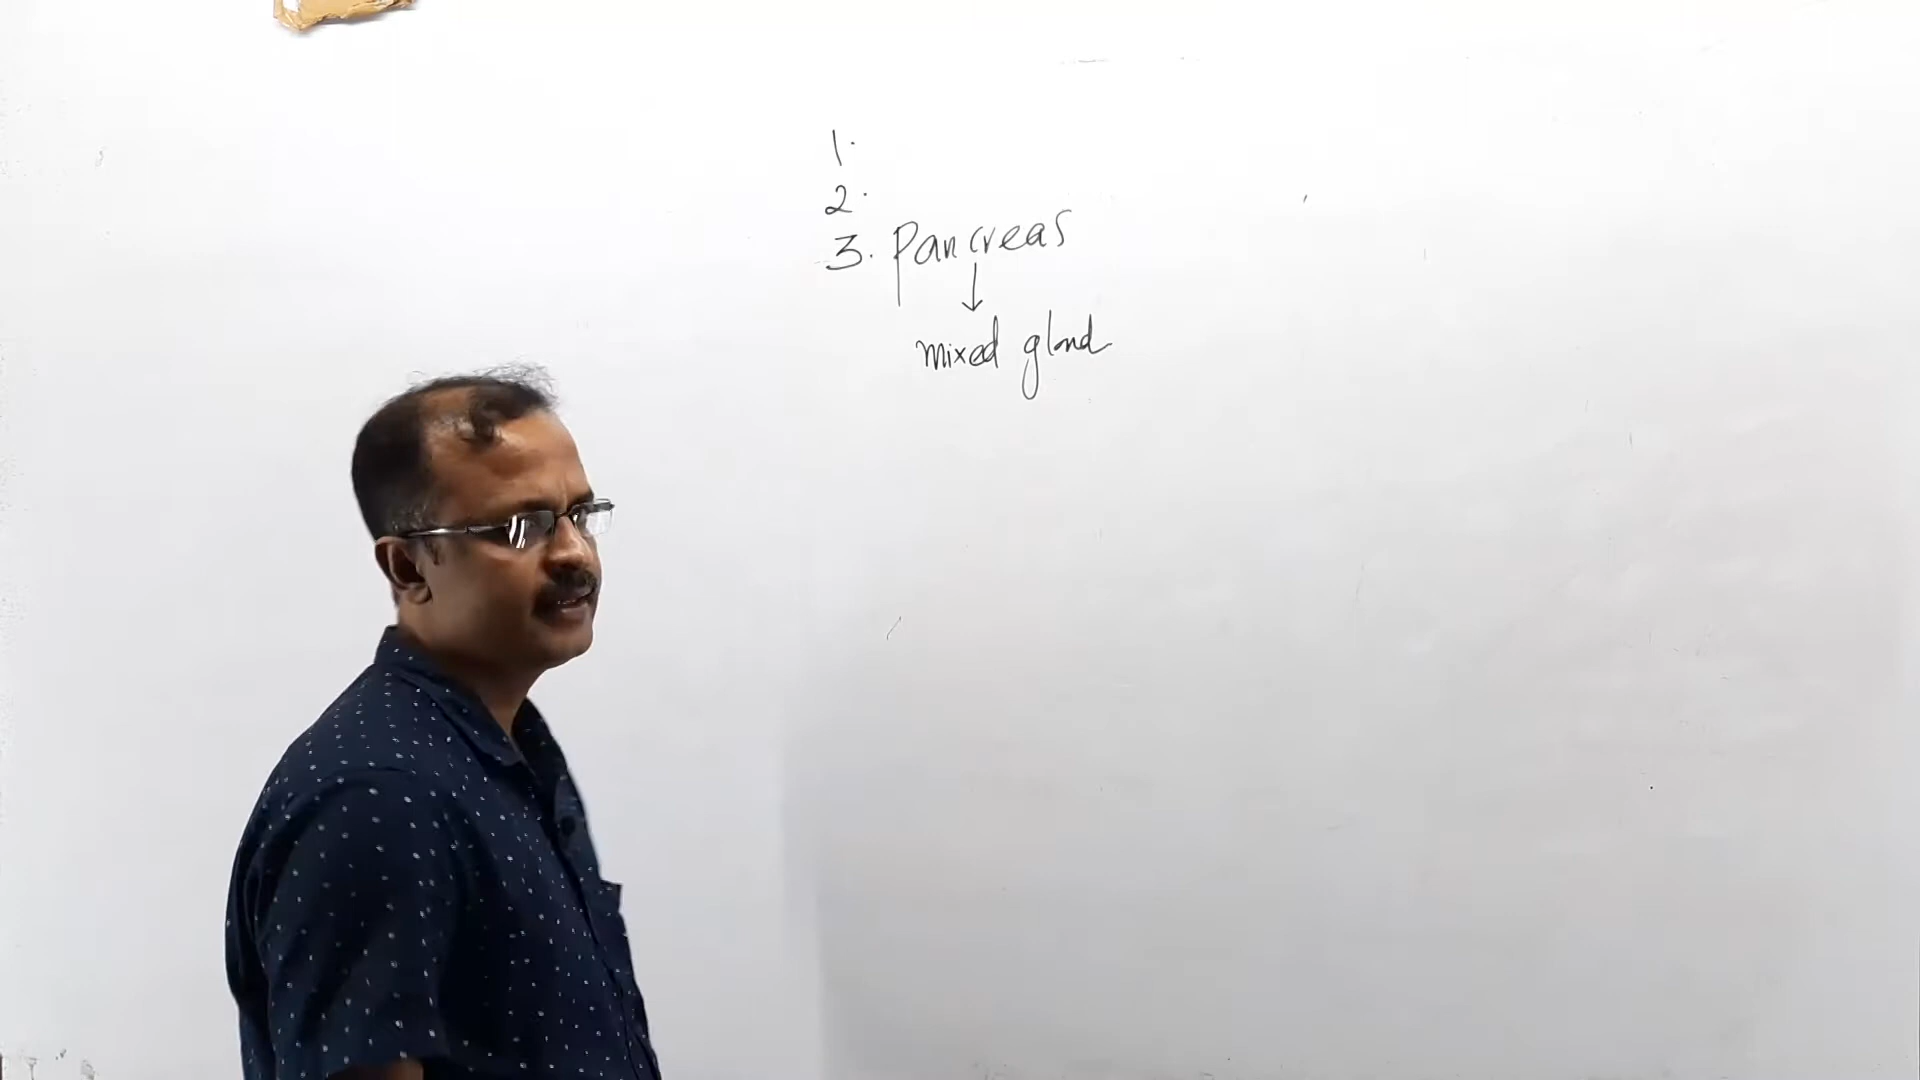 1.
2.
3. Pancreas
↓
mixed gland